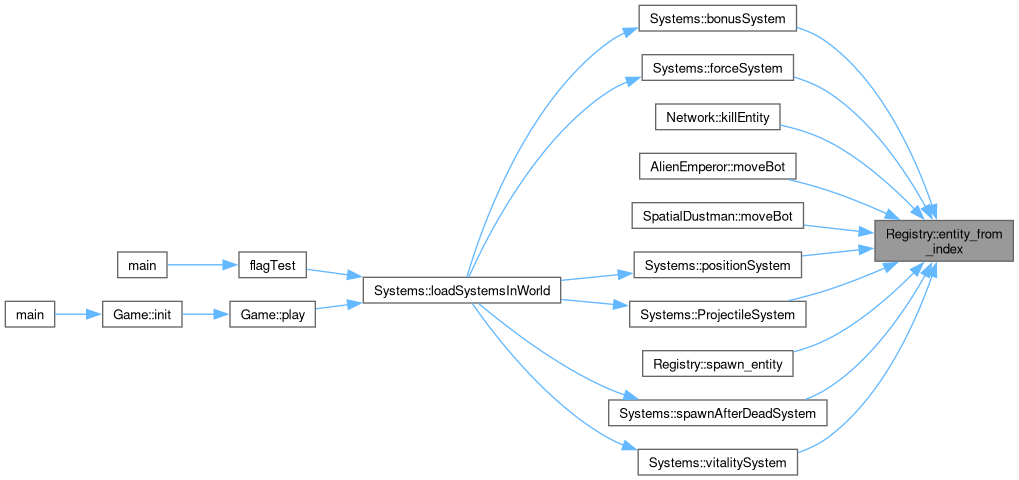 Systems::bonusSystem
Systems::forceSystem
Network::killEntity
AlienEmperor::moveBot
SpatialDustman::moveBot
Registry::entity_from
_index
main
flagTest
Systems::positionSystem
Systems::loadSystemsInWorld
main
Game::init
Game::play
Systems::ProjectileSystem
Registry::spawn_entity
Systems::spawnAfterDeadSystem
Systems::vitalitySystem